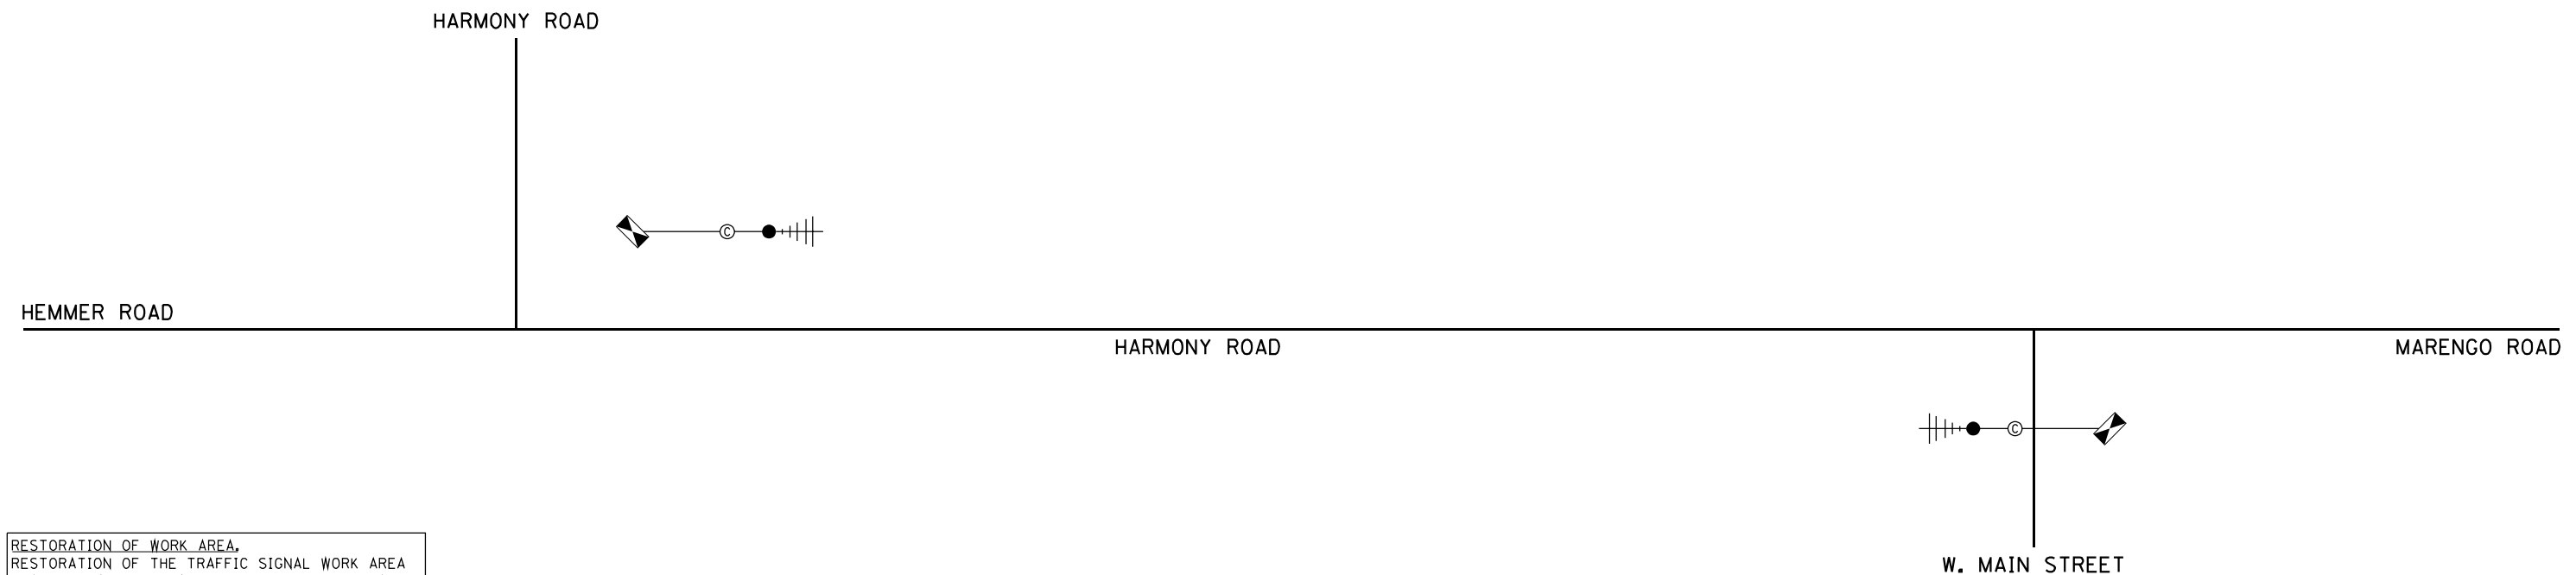 HARMONY ROAD
C
HEMMER ROAD
HARMONY ROAD
MARENGO ROAD
C
RESTORATION OF WORK AREA.
RESTORATION OF THE TRAFFIC SIGNAL WORK AREA
W. MAIN STREET